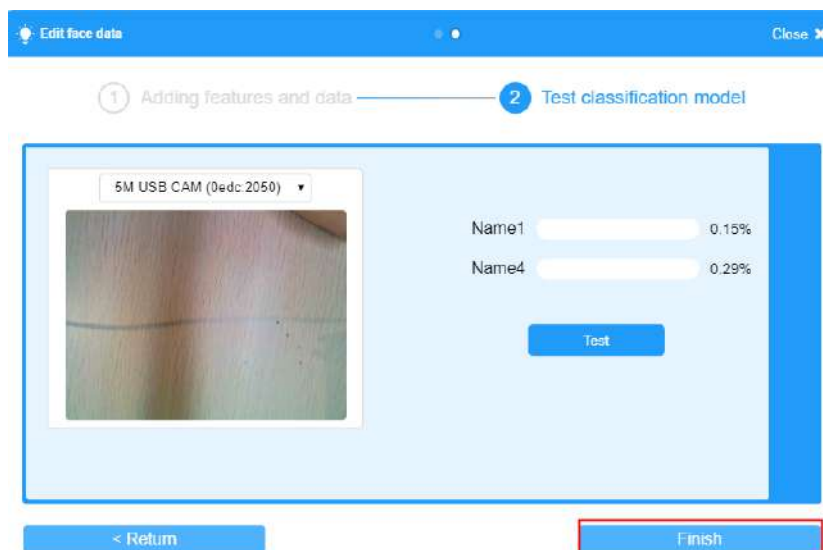 Edit face data
Close ✖
1 Adding features and data
2 Test classification model
5M USB CAM (0edc:2050) ▼
Name1 0.15%
Name4 0.29%
Test
< Return
Finish